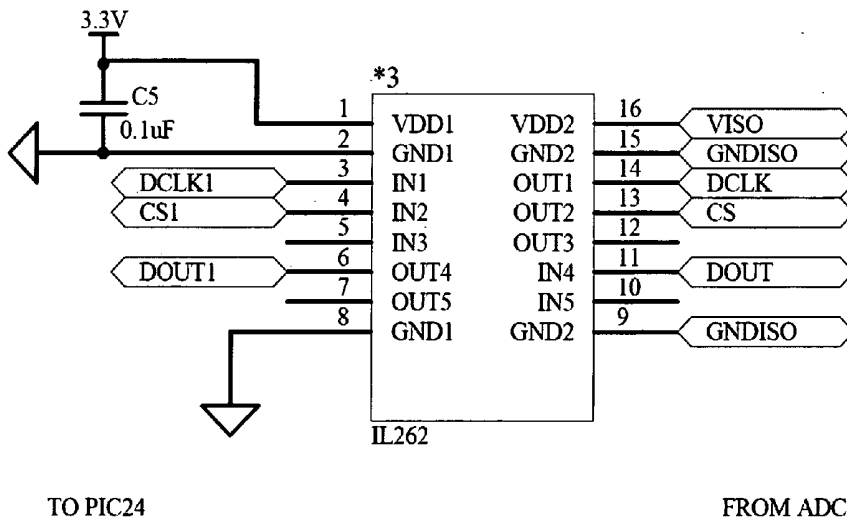 3.3V
C5
0.1uF
*3
1 VDD1 VDD2 16 VISO
2 GND1 GND2 15 GNDISO
DCLK1 3 IN1 OUT1 14 DCLK
CS1 4 IN2 OUT2 13 CS
5 IN3 OUT3 12
DOUT1 6 OUT4 IN4 11 DOUT
7 OUT5 IN5 10
8 GND1 GND2 9 GNDISO
IL262
TO PIC24 FROM ADC